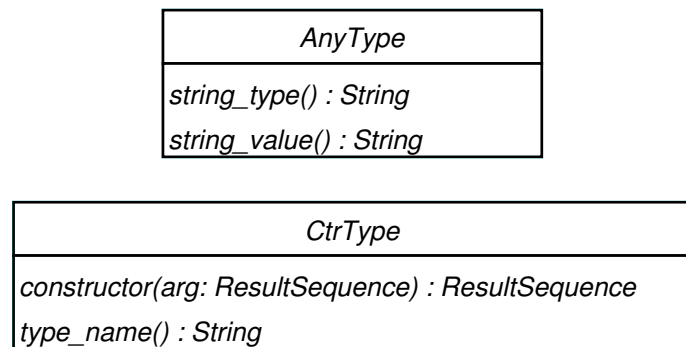 AnyType
string_type() : String
string_value() : String
CtrType
constructor(arg: ResultSequence) : ResultSequence
type_name() : String